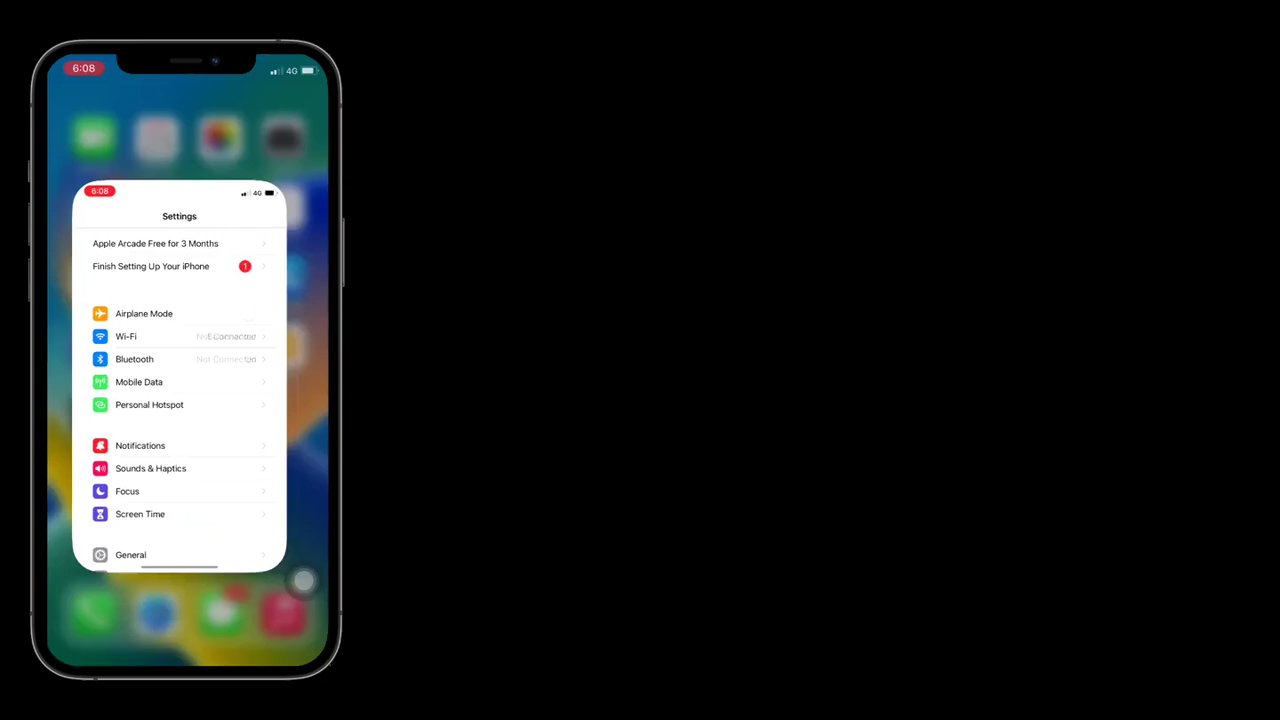 6:08
4G
6:08
4G
Settings
Apple Arcade Free for 3 Months
Finish Setting Up Your iPhone 1
Airplane Mode
Wi-Fi
Bluetooth
Mobile Data
Personal Hotspot
Notifications
Sounds & Haptics
Focus
Screen Time
General